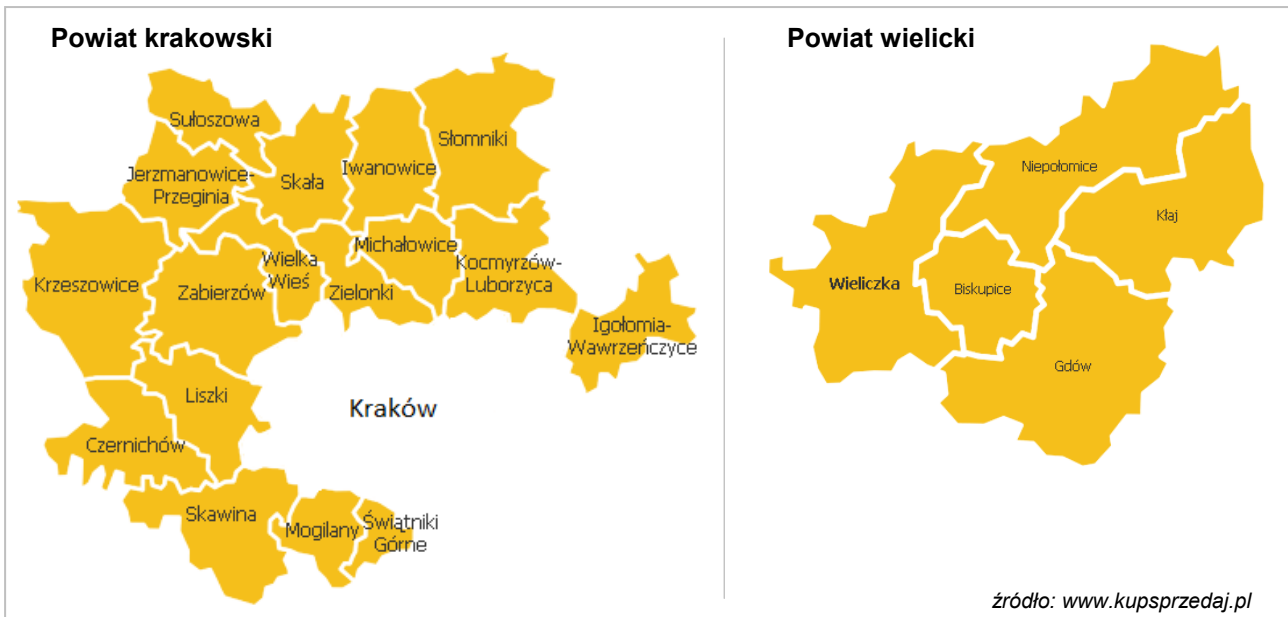 Powiat krakowski
Sułoszowa
Jerzmanowice-
Przeginia
Skała
Iwanowice
Słomniki
Krzeszowice
Zabierzów
Wielka
Wieś
Zielonki
Michałowice
Kocmyrzów-
Luborzyca
Igołomia-
Wawrzeńczyce
Liszki
Kraków
Czernichów
Skawina
Mogilany
Świątniki
Górne
Powiat wielicki
Niepołomice
Kłaj
Wieliczka
Biskupice
Gdów
źródło: www.kupsprzedaj.pl